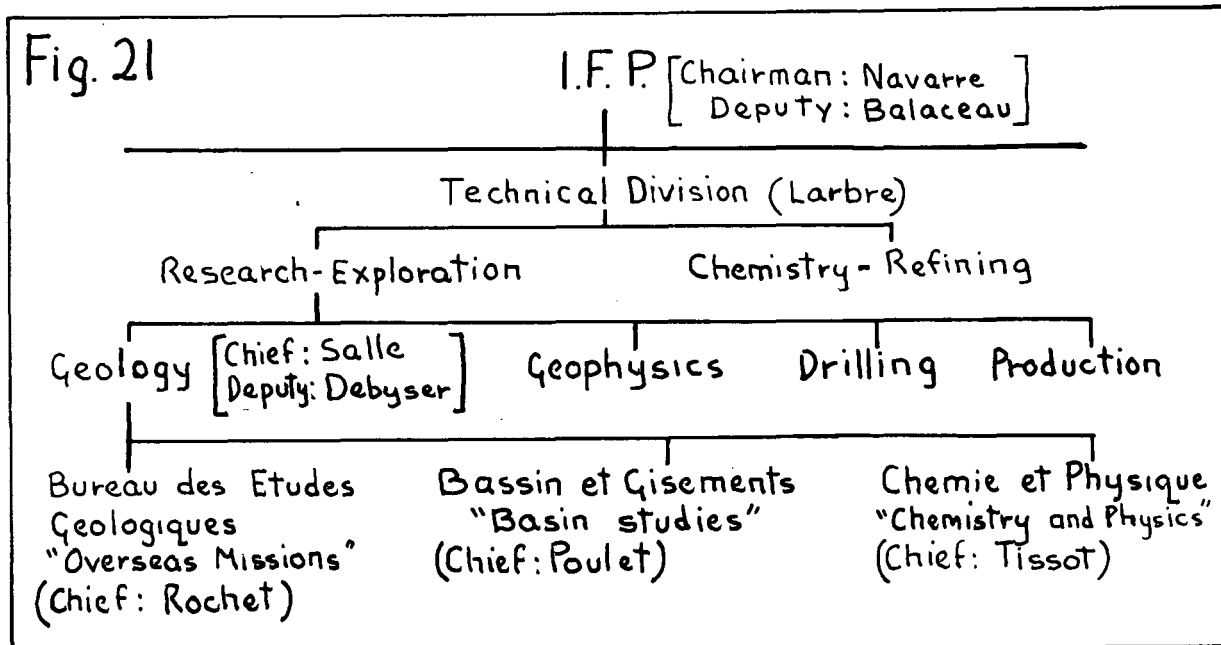 Fig. 21
I.F.P. [Chairman: Navarre
Deputy: Balaceau]
Technical Division (Larbre)
Research-Exploration Chemistry-Refining
Geology [Chief: Salle
Deputy: Debyser] Geophysics Drilling Production
Bureau des Etudes
Geologiques
"Overseas Missions"
(Chief: Rochet)
Bassin et Gisements
"Basin studies"
(Chief: Poulet)
Chemie et Physique
"Chemistry and Physics"
(Chief: Tissot)